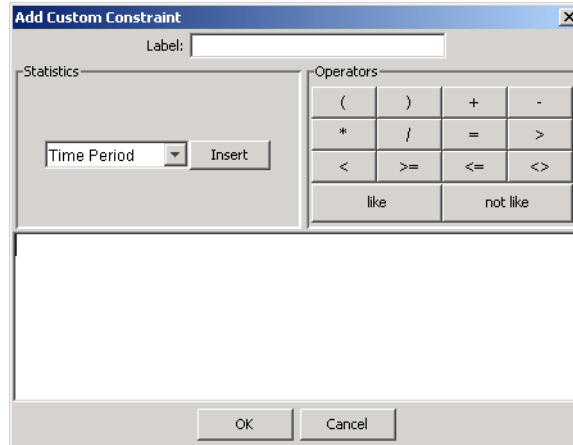 Add Custom Constraint
Label:
Statistics
Operators
Time Period
Insert
( ) + -
* / = >
< >= <= <>
like not like
OK Cancel